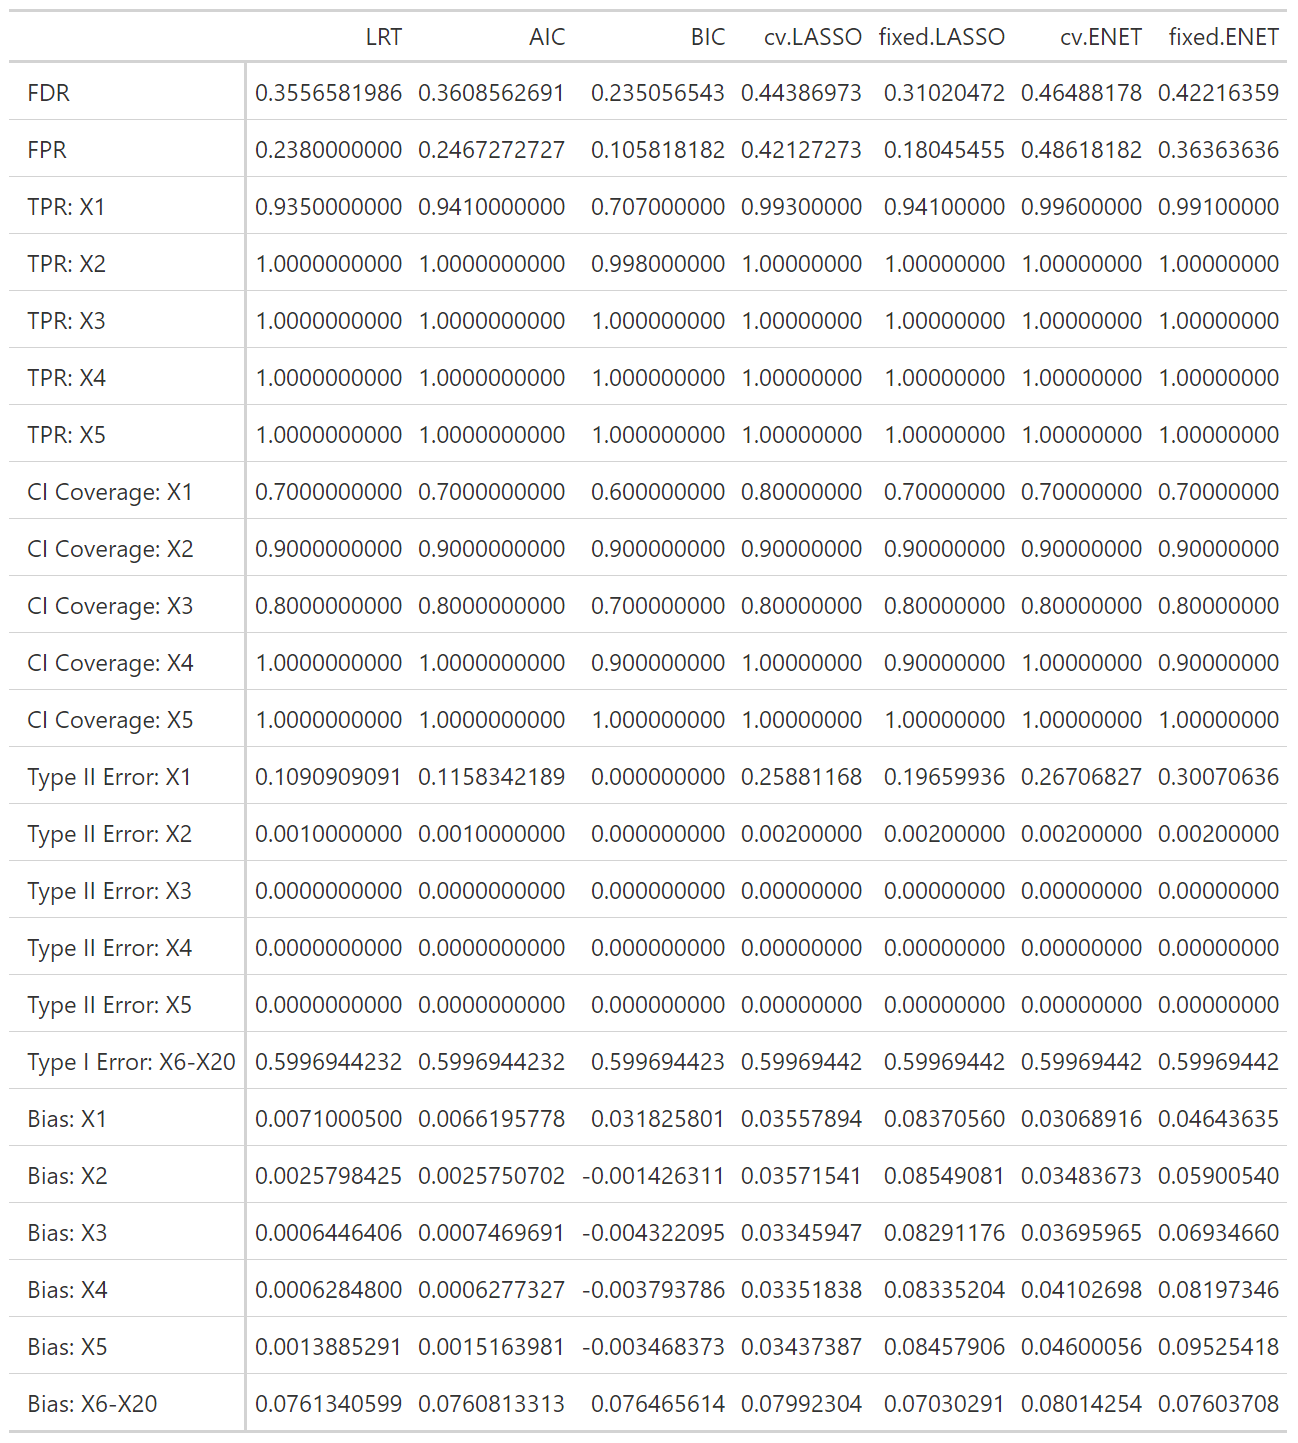 LRT AIC BIC cv.LASSO fixed.LASSO cv.ENET fixed.ENET
FDR 0.3556581986 0.3608562691 0.235056543 0.44386973 0.31020472 0.46488178 0.42216359
FPR 0.2380000000 0.2467272727 0.105818182 0.42127273 0.18045455 0.48618182 0.36363636
TPR: X1 0.9350000000 0.9410000000 0.707000000 0.99300000 0.94100000 0.99600000 0.99100000
TPR: X2 1.0000000000 1.0000000000 0.998000000 1.00000000 1.00000000 1.00000000 1.00000000
TPR: X3 1.0000000000 1.0000000000 1.000000000 1.00000000 1.00000000 1.00000000 1.00000000
TPR: X4 1.0000000000 1.0000000000 1.000000000 1.00000000 1.00000000 1.00000000 1.00000000
TPR: X5 1.0000000000 1.0000000000 1.000000000 1.00000000 1.00000000 1.00000000 1.00000000
CI Coverage: X1 0.7000000000 0.7000000000 0.600000000 0.80000000 0.70000000 0.70000000 0.70000000
CI Coverage: X2 0.9000000000 0.9000000000 0.900000000 0.90000000 0.90000000 0.90000000 0.90000000
CI Coverage: X3 0.8000000000 0.8000000000 0.700000000 0.80000000 0.80000000 0.80000000 0.80000000
CI Coverage: X4 1.0000000000 1.0000000000 0.900000000 1.00000000 0.90000000 1.00000000 0.90000000
CI Coverage: X5 1.0000000000 1.0000000000 1.000000000 1.00000000 1.00000000 1.00000000 1.00000000
Type II Error: X1 0.1090909091 0.1158342189 0.000000000 0.25881168 0.19659936 0.26706827 0.30070636
Type II Error: X2 0.0010000000 0.0010000000 0.000000000 0.00200000 0.00200000 0.00200000 0.00200000
Type II Error: X3 0.0000000000 0.0000000000 0.000000000 0.00000000 0.00000000 0.00000000 0.00000000
Type II Error: X4 0.0000000000 0.0000000000 0.000000000 0.00000000 0.00000000 0.00000000 0.00000000
Type II Error: X5 0.0000000000 0.0000000000 0.000000000 0.00000000 0.00000000 0.00000000 0.00000000
Type I Error: X6-X20 0.5996944232 0.5996944232 0.599694423 0.59969442 0.59969442 0.59969442 0.59969442
Bias: X1 0.0071000500 0.0066195778 0.031825801 0.03557894 0.08370560 0.03068916 0.04643635
Bias: X2 0.0025798425 0.0025750702 -0.001426311 0.03571541 0.08549081 0.03483673 0.05900540
Bias: X3 0.0006446406 0.0007469691 -0.004322095 0.03345947 0.08291176 0.03695965 0.06934660
Bias: X4 0.0006284800 0.0006277327 -0.003793786 0.03351838 0.08335204 0.04102698 0.08197346
Bias: X5 0.0013885291 0.0015163981 -0.003468373 0.03437387 0.08457906 0.04600056 0.09525418
Bias: X6-X20 0.0761340599 0.0760813313 0.076465614 0.07992304 0.07030291 0.08014254 0.07603708